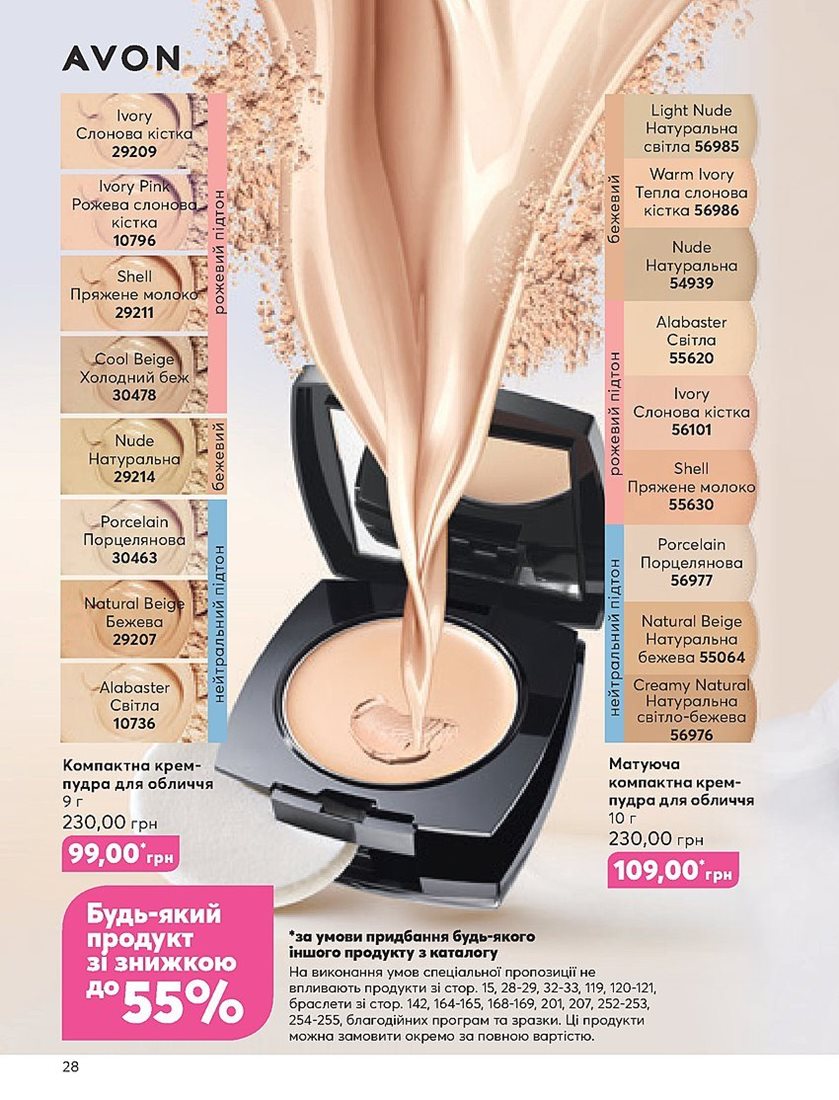 AVON
Ivory
Слонова кістка
29209
Ivory Pink
Рожева слонова
кістка
10796
Shell
Пряжене молоко
29211
Cool Beige
Холодний беж
30478
рожевий підтон
Nude
Натуральна
29214
бежевий
Porcelain
Порцелянова
30463
Natural Beige
Бежева
29207
Alabaster
Світла
10736
нейтральний підтон
Компактна крем-
пудра для обличчя
9 г
230,00 грн
99,00* грн
Light Nude
Натуральна
світла 56985
Warm Ivory
Тепла слонова
кістка 56986
Nude
Натуральна
54939
бежевий
Alabaster
Світла
55620
Ivory
Слонова кістка
56101
Shell
Пряжене молоко
55630
рожевий підтон
Porcelain
Порцелянова
56977
Natural Beige
Натуральна
бежева 55064
Creamy Natural
Натуральна
світло-бежева
56976
нейтральний підтон
Матуюча
компактна крем-
пудра для обличчя
10 г
230,00 грн
109,00* грн
Будь-який
продукт
зі знижкою
до 55%
*за умови придбання будь-якого
іншого продукту з каталогу
На виконання умов спеціальної пропозиції не
впливають продукти зі стор. 15, 28-29, 32-33, 119, 120-121,
браслети зі стор. 142, 164-165, 168-169, 201, 207, 252-253,
254-255, благодійних програм та зразки. Ці продукти
можна замовити окремо за повною вартістю.
28